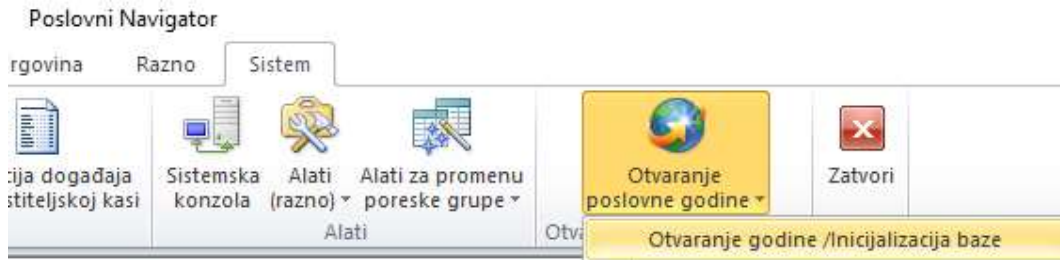 Poslovni Navigator
rgovina Razno Sistem
ija događaja
stiteljskoj kasi
Sistemska
konzola
Alati
(razno)
Alati za promenu
poreske grupe
Otvaranje
poslovne godine
Zatvori
Alati
Otva
Otvaranje godine /Inicijalizacija baze